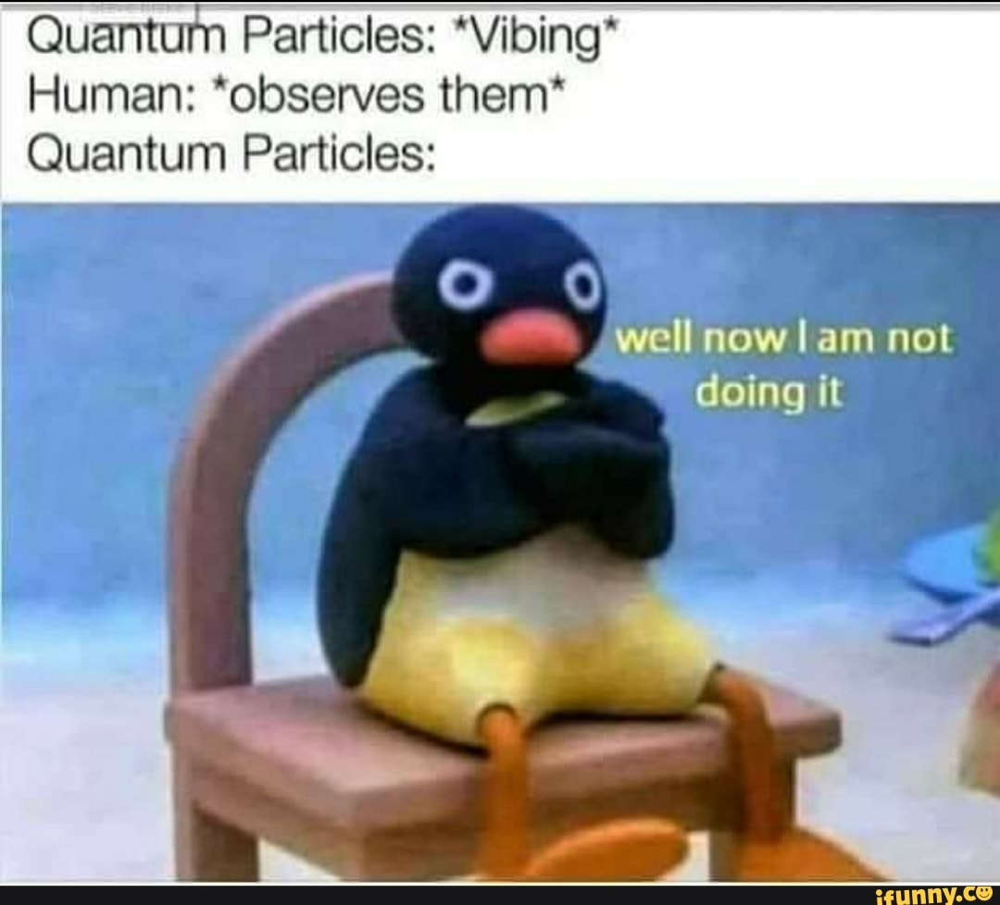 Quantum Particles: *Vibing*
Human: *observes them*
Quantum Particles:
well now I am not
doing it
ifunny.co